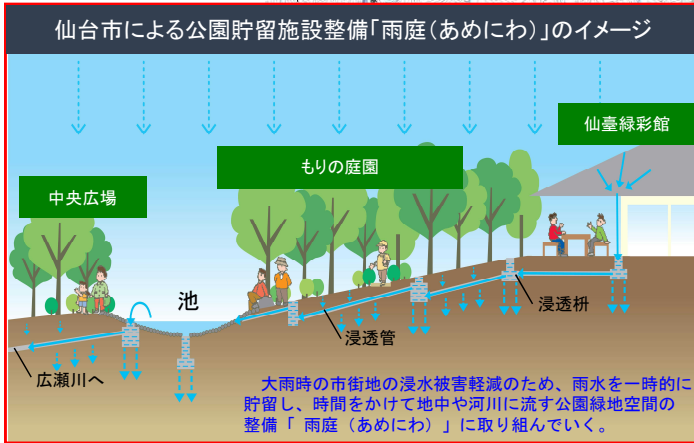 仙台市による公園貯留施設整備「雨庭(あめにわ)」のイメージ
仙臺緑彩館
もりの庭園
中央広場
池
浸透枡
浸透管
広瀬川へ
大雨時の市街地の浸水被害軽減のため、雨水を一時的に
貯留し、時間をかけて地中や河川に流す公園緑地空間の
整備「 雨庭（あめにわ）」に取り組んでいく。